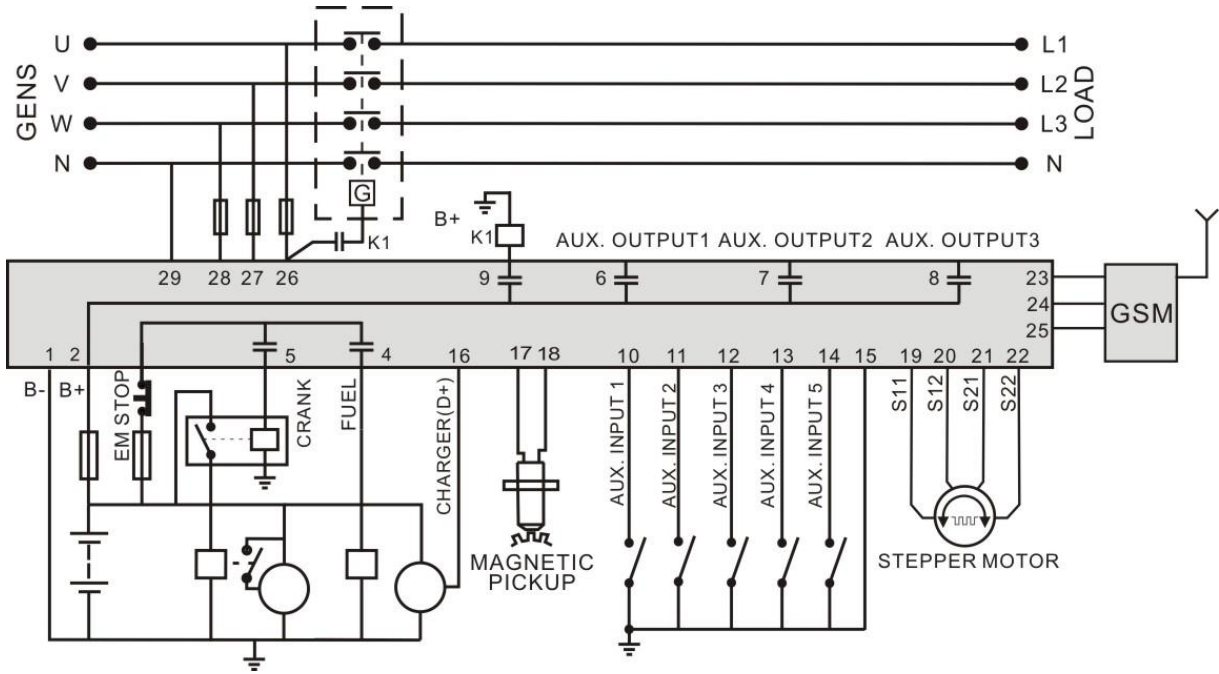 GENS
U
V
W
N
L1
L2
L3
N
LOAD
G
K1
B+
K1
AUX. OUTPUT1
AUX. OUTPUT2
AUX. OUTPUT3
29
28
27
26
9
6
7
8
23
24
25
GSM
1
2
5
4
16
17
18
10
11
12
13
14
15
19
20
21
22
B-
B+
EM STOP
CRANK
FUEL
CHARGER(D+)
MAGNETIC
PICKUP
AUX. INPUT 1
AUX. INPUT 2
AUX. INPUT 3
AUX. INPUT 4
AUX. INPUT 5
S11
S12
S21
S22
STEPPER MOTOR